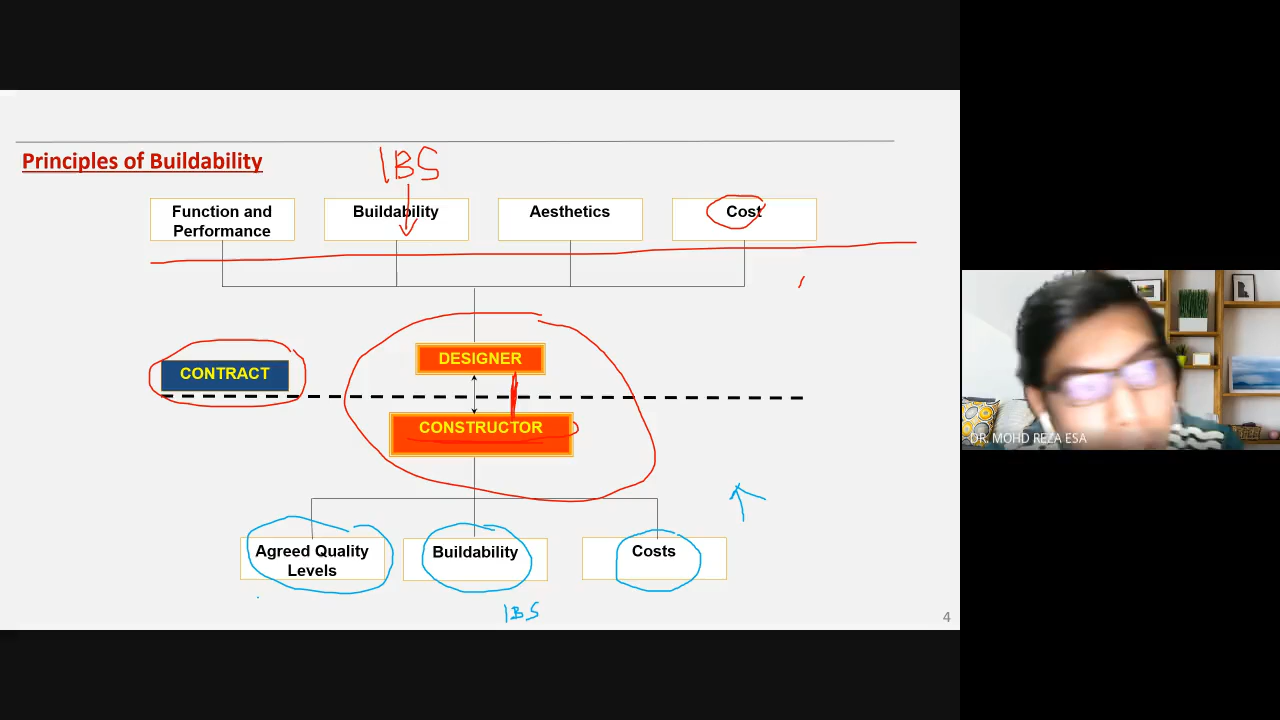 Principles of Buildability
IBS
Function and
Performance
Buildability
Aesthetics
Cost
DESIGNER
CONTRACT
CONSTRUCTOR
DR. MOHD REZA ESA
Agreed Quality
Levels
Buildability
Costs
IBS
4